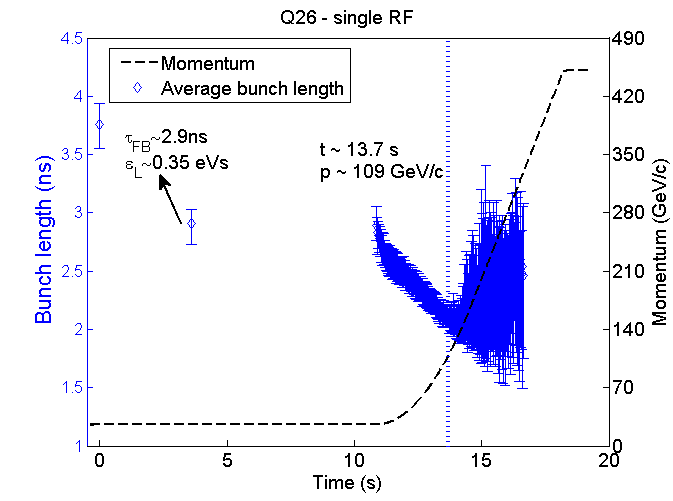 Q26 - single RF
Momentum
Average bunch length
τFB~2.9ns
εL~0.35 eVs
t ~ 13.7 s
p ~ 109 GeV/c
Bunch length (ns)
4.5
4
3.5
3
2.5
2
1.5
1
Momentum (GeV/c)
490
420
350
280
210
140
70
0
0 5 10 15 20
Time (s)